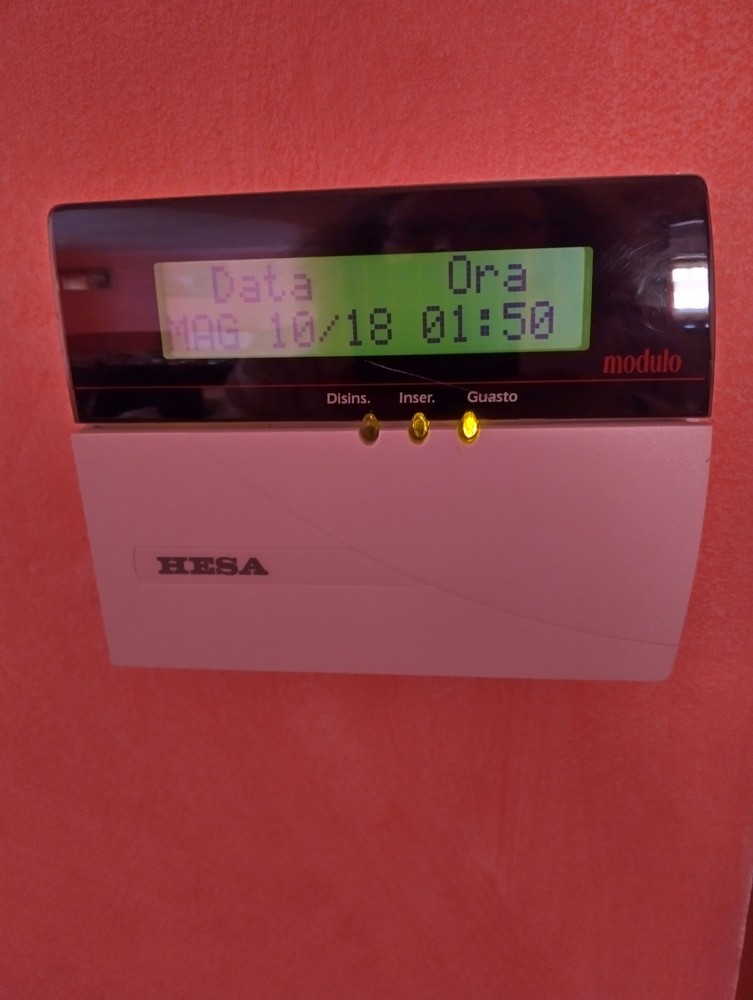 Data Ora
MAG 10/18 01:50
modulo
Disins. Inser. Guasto
HESA